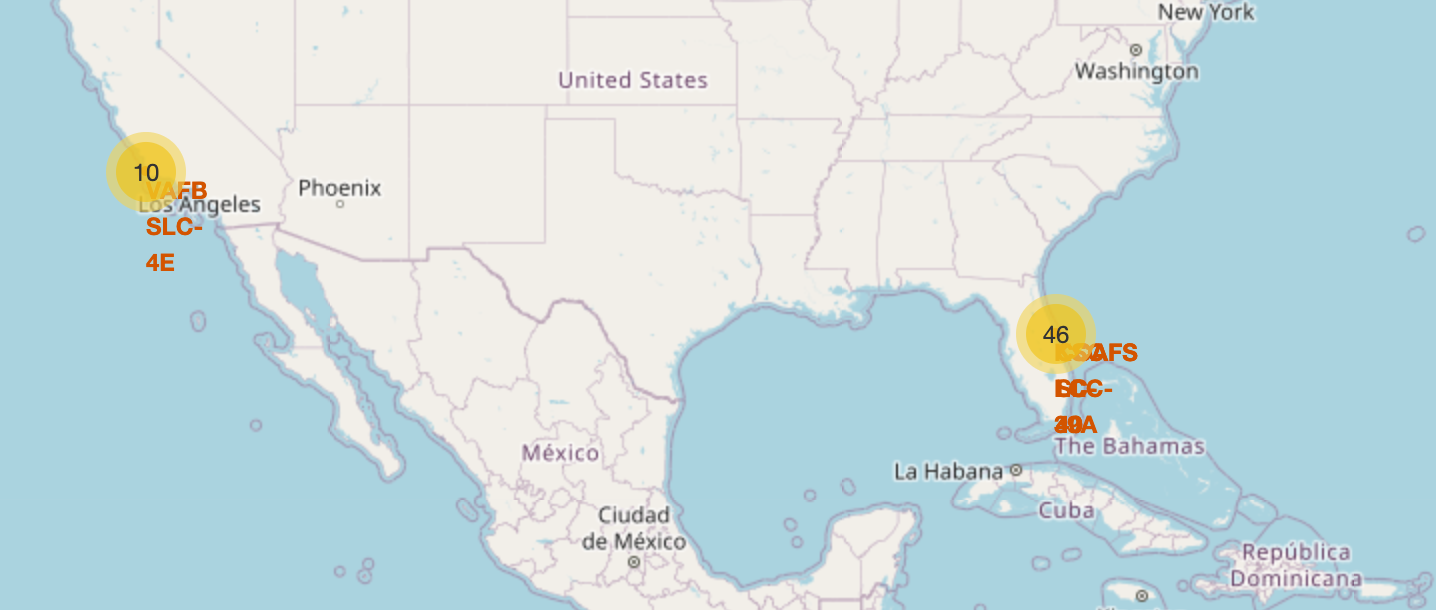 New York
Washington
United States
10
VAFB
Los Angeles
SLC-
4E
Phoenix
46
México
Ciudad
de México
La Habana
The Bahamas
Cuba
República
Dominicana